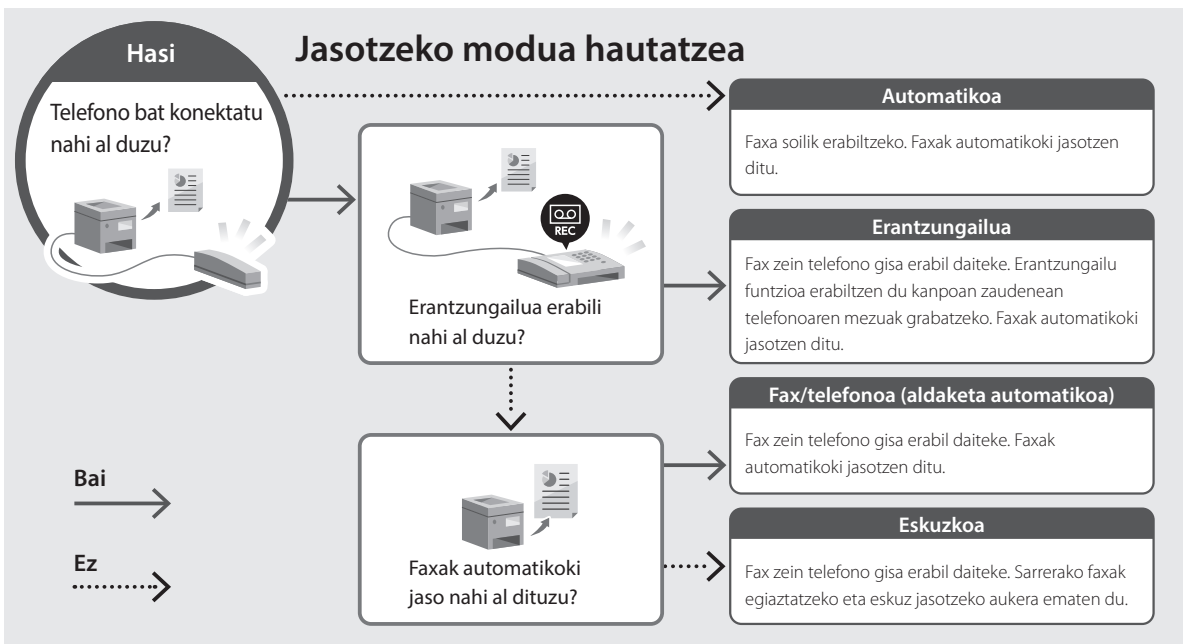 Hasi
Jasotzeko modua hautatzea
Telefono bat konektatu
nahi al duzu?
Automatikoa
Faxa soilik erabiltzeko. Faxak automatikoki jasotzen
ditu.
REC
Erantzungailua erabili
nahi al duzu?
Erantzungailua
Fax zein telefono gisa erabil daiteke. Erantzungailu
funtzioa erabiltzen du kanpoan zaudenean
telefonoaren mezuak grabatzeko. Faxak automatikoki
jasotzen ditu.
Fax/telefonoa (aldaketa automatikoa)
Fax zein telefono gisa erabil daiteke. Faxak
automatikoki jasotzen ditu.
Faxak automatikoki
jaso nahi al dituzu?
Eskuzkoa
Fax zein telefono gisa erabil daiteke. Sarrerako faxak
egiaztatzeko eta eskuz jasotzeko aukera ematen du.
Bai
Ez